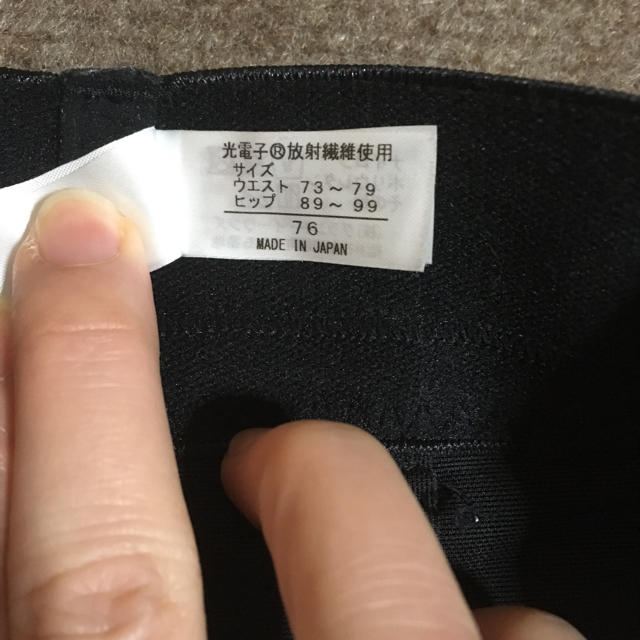 光電子®放射繊維使用
サイズ
ウエスト 73～79
ヒップ 89～99
76
MADE IN JAPAN